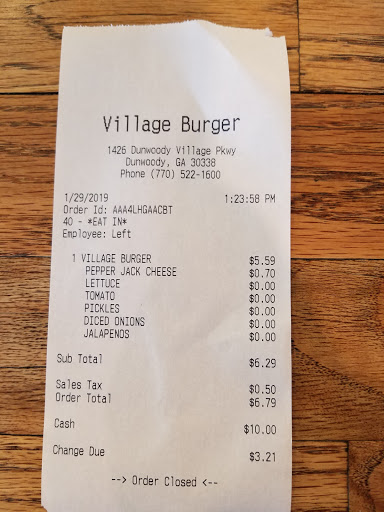 Village Burger
1426 Dunwoody Village Pkwy
Dunwoody, GA 30338
Phone (770) 522-1600
1/29/2019 1:23:58 PM
Order Id: AAA4LHGAACBT
40 - *EAT IN*
Employee: Left
1 VILLAGE BURGER $5.59
PEPPER JACK CHEESE $0.70
LETTUCE $0.00
TOMATO $0.00
PICKLES $0.00
DICED ONIONS $0.00
JALAPENOS $0.00
Sub Total $6.29
Sales Tax $0.50
Order Total $6.79
Cash $10.00
Change Due $3.21
--> Order Closed <--